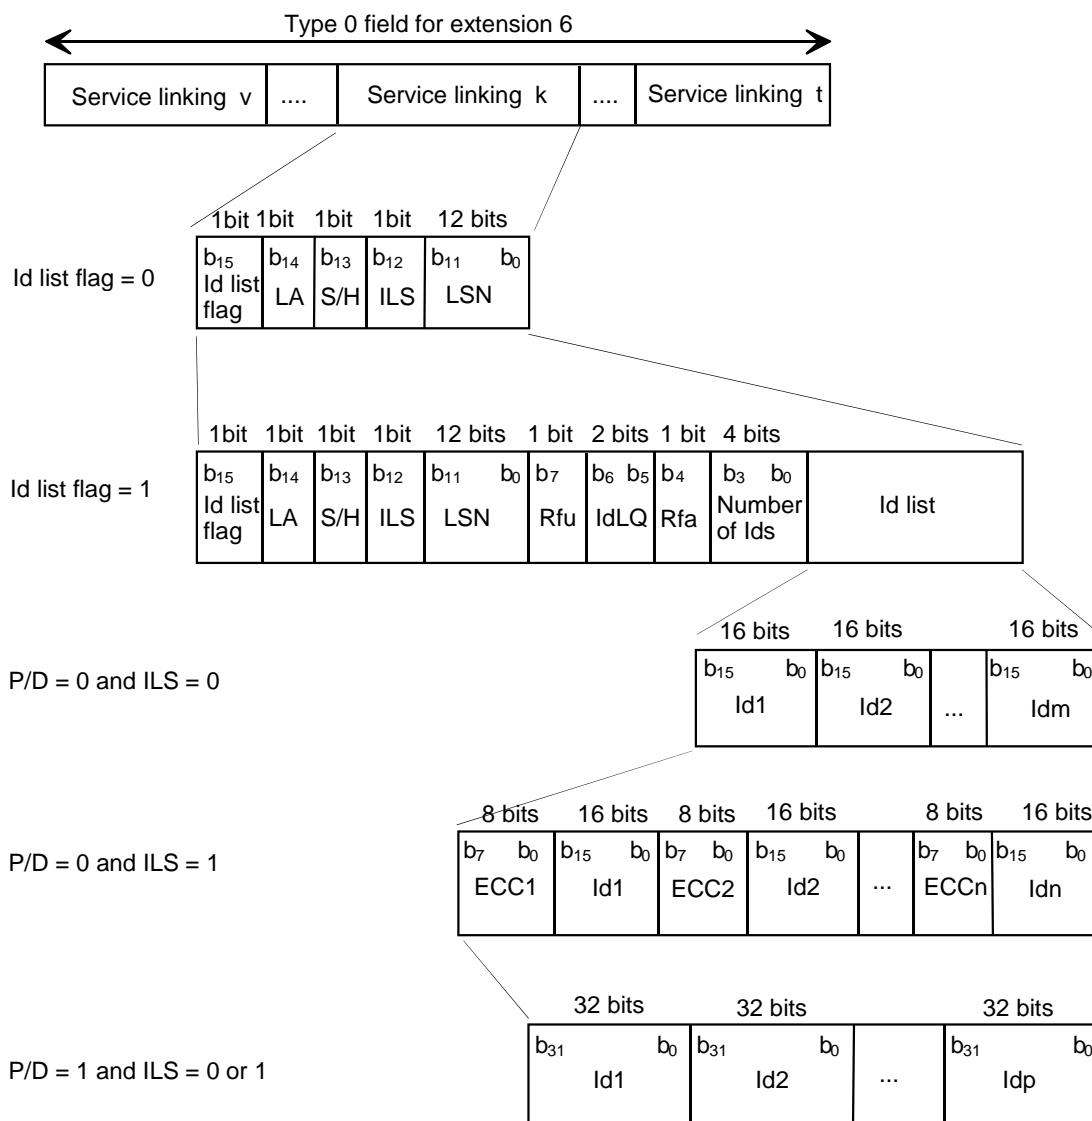 Type 0 field for extension 6
Service linking v .... Service linking k .... Service linking t
1bit 1bit 1bit 1bit 12 bits
Id list flag = 0
b15 b14 b13 b12 b11 b0
Id list flag LA S/H ILS LSN
1bit 1bit 1bit 1bit 12 bits 1 bit 2 bits 1 bit 4 bits
Id list flag = 1
b15 b14 b13 b12 b11 b0 b7 b6 b5 b4 b3 b0
Id list flag LA S/H ILS LSN Rfu IdLQ Rfa Number of Ids Id list
16 bits 16 bits 16 bits
P/D = 0 and ILS = 0
b15 b0 b15 b0 b15 b0
Id1 Id2 ... Idm
8 bits 16 bits 8 bits 16 bits 8 bits 16 bits
P/D = 0 and ILS = 1
b7 b0 b15 b0 b7 b0 b15 b0 b7 b0 b15 b0
ECC1 Id1 ECC2 Id2 ... ECCn Idn
32 bits 32 bits 32 bits
P/D = 1 and ILS = 0 or 1
b31 b0 b31 b0 b31 b0
Id1 Id2 ... Idp